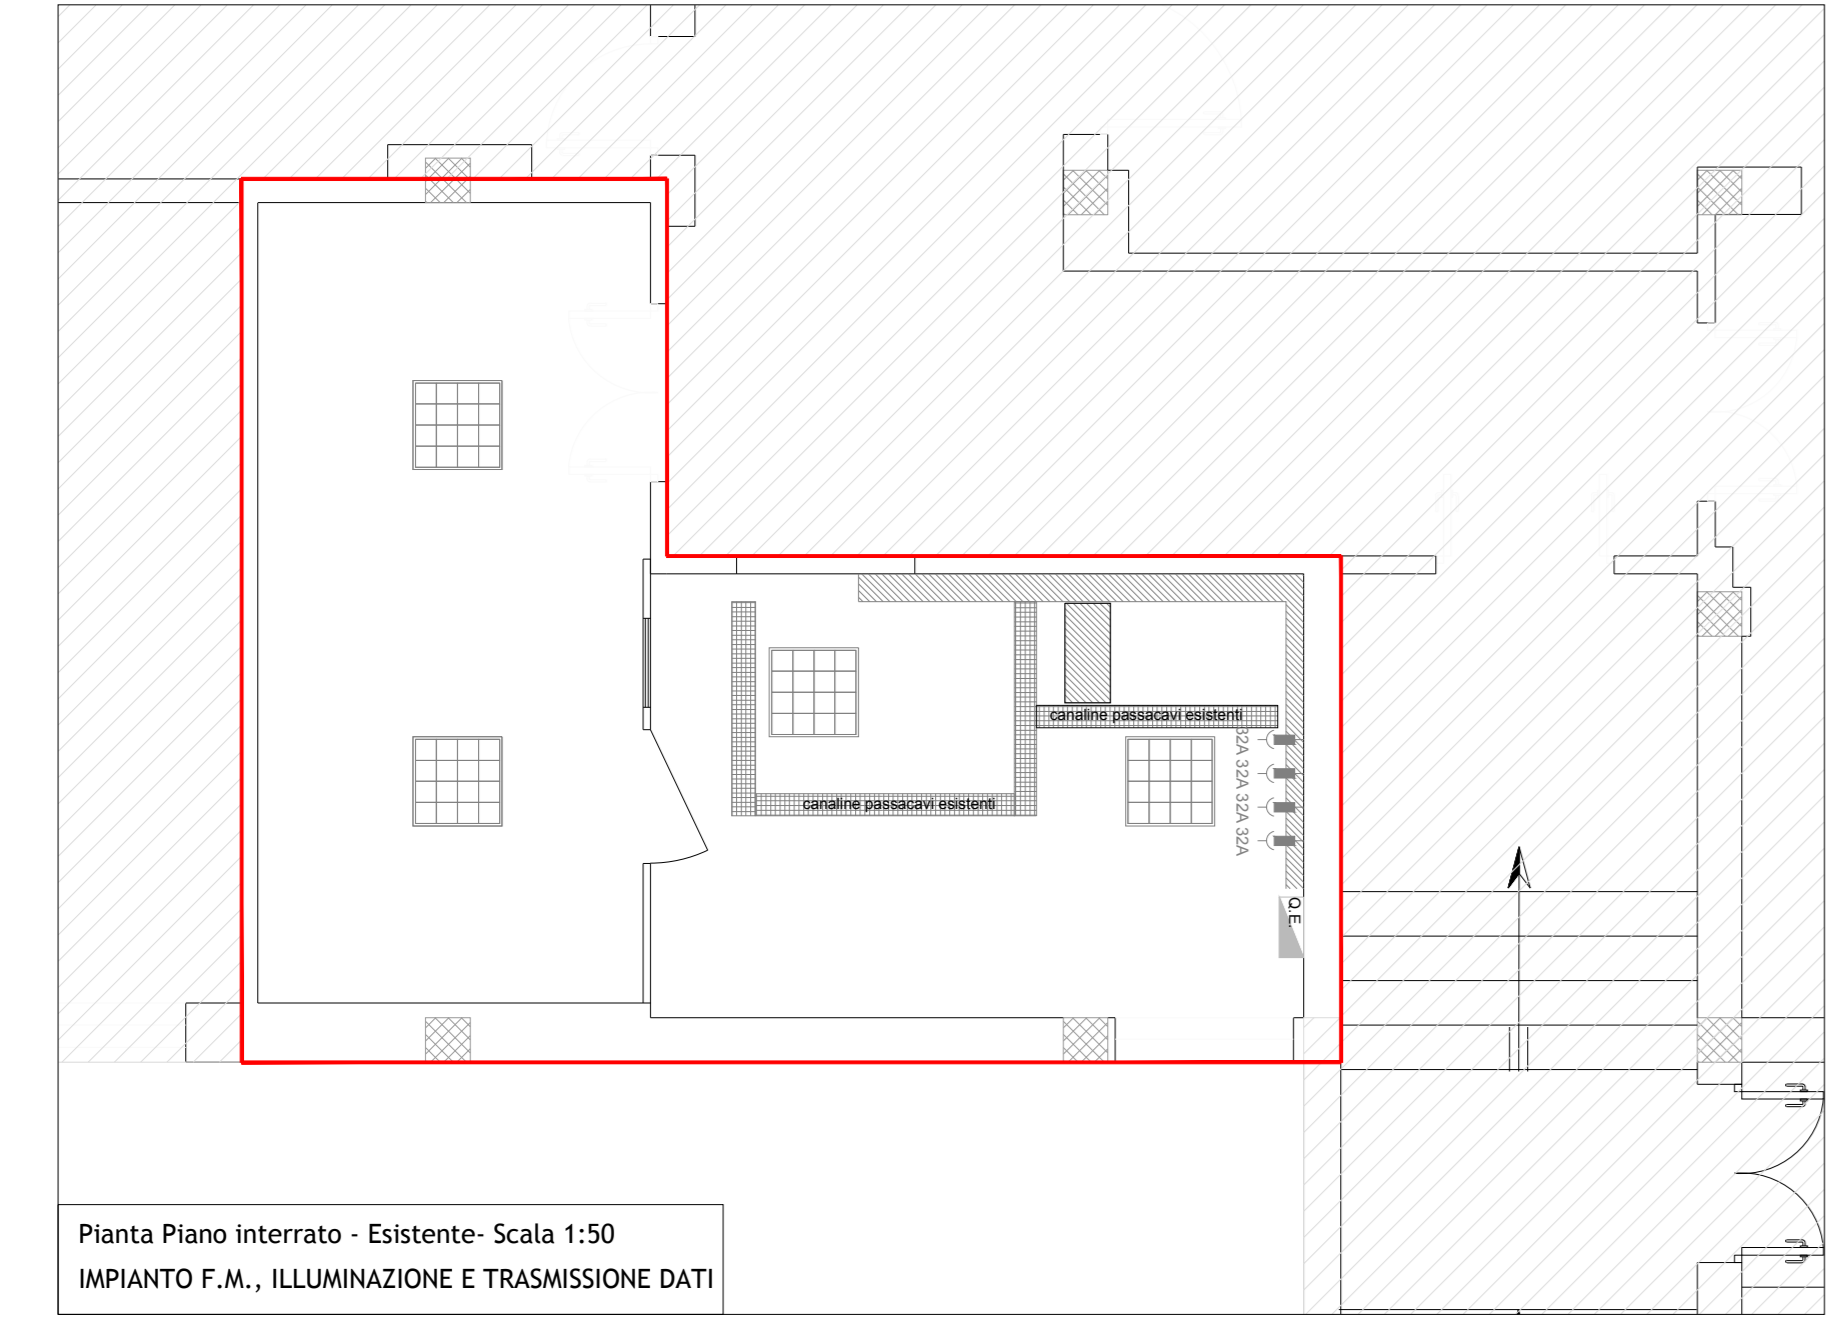 canaline passacavi esistenti
32A 32A 32A 32A
canaline passacavi esistenti
Q.E.
Pianta Piano interrato - Esistente- Scala 1:50
IMPIANTO F.M., ILLUMINAZIONE E TRASMISSIONE DATI